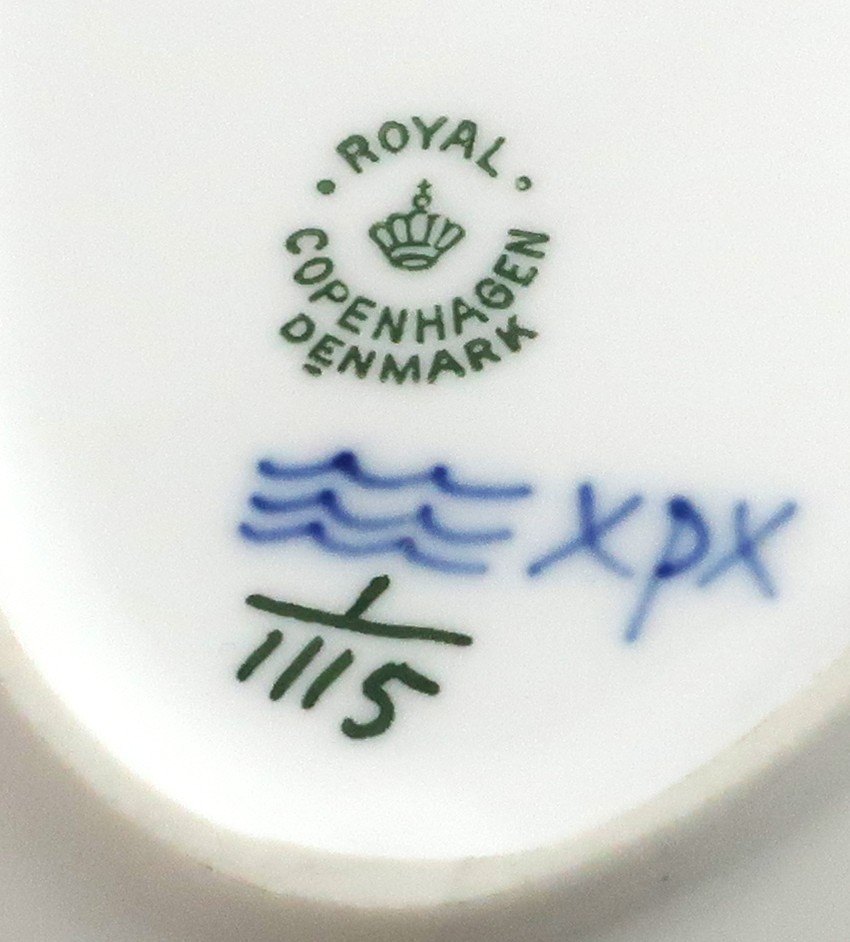 ROYAL
COPENHAGEN
DENMARK
XpX
1
1115